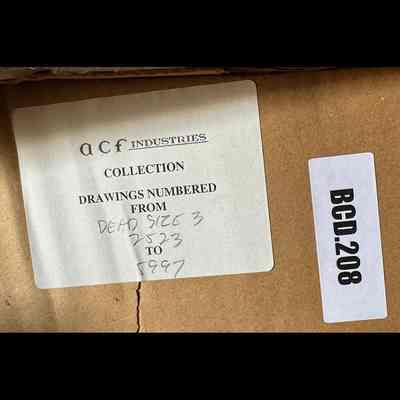 acf INDUSTRIES
COLLECTION
DRAWINGS NUMBERED
FROM
DEAD SIZE 3
2523
TO
5997
BCD.208